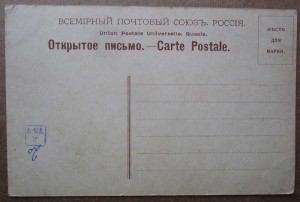 ВСЕМІРНЫЙ ПОЧТОВЫЙ СОЮЗЪ. РОССІЯ.
Union Postale Universelle. Russie.
Открытое письмо.—Carte Postale.
МѢСТО
ДЛЯ
МАРКИ.